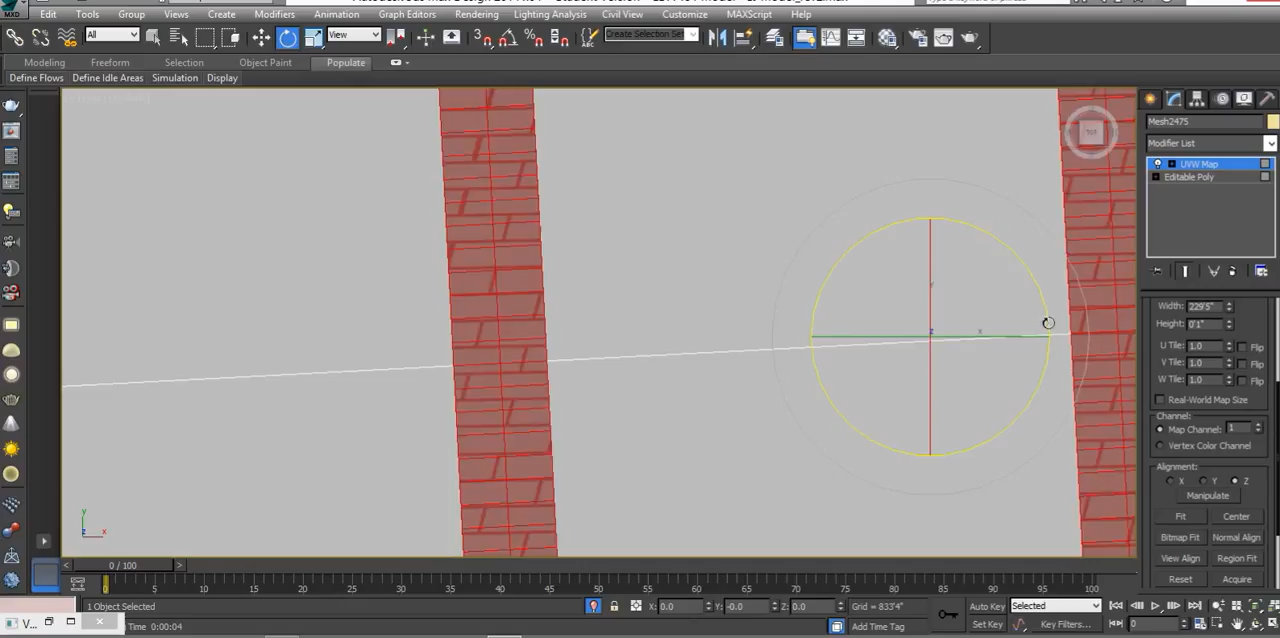 MXD
Edit Tools Group Views Create Modifiers Animation Graph Editors Rendering Lighting Analysis Civil View Customize MAXScript Help
All View Create Selection Se
Modeling Freeform Selection Object Paint Populate
Define Flows Define Idle Areas Simulation Display
Mesh2475
Modifier List
UVW Map
Editable Poly
Width: 229'5"
Height: 0'1"
U Tile: 1.0 Flip
V Tile: 1.0 Flip
W Tile: 1.0 Flip
Real-World Map Size
Channel:
Map Channel: 1
Vertex Color Channel
Alignment:
X Y Z
Manipulate
Fit Center
Bitmap Fit Normal Align
View Align Region Fit
Reset Acquire
y
z x
y
z x
< 0 / 100 >
0 5 10 15 20 25 30 35 40 45 50 55 60 65 70 75 80 85 90 95 100
1 Object Selected X: 0.0 Y: -0.0 Z: 0.0 Grid = 833'4" Auto Key Selected
V... Time 0:00:04 Add Time Tag Set Key Key Filters... 0